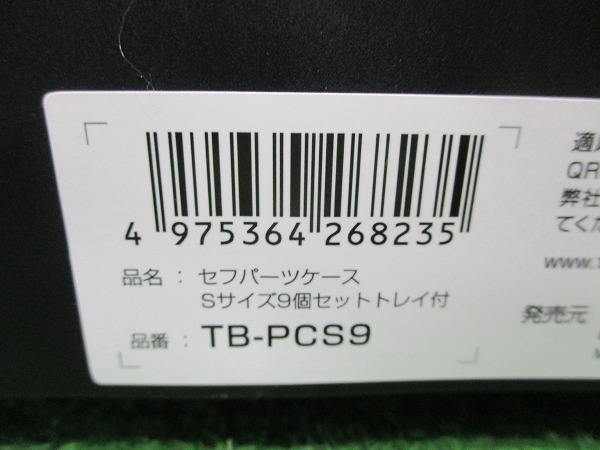 4 975364 268235
品名：セフパーツケース
Sサイズ9個セットトレイ付
品番：TB-PCS9
適
QR
弊社
てくだ
www.
発売元